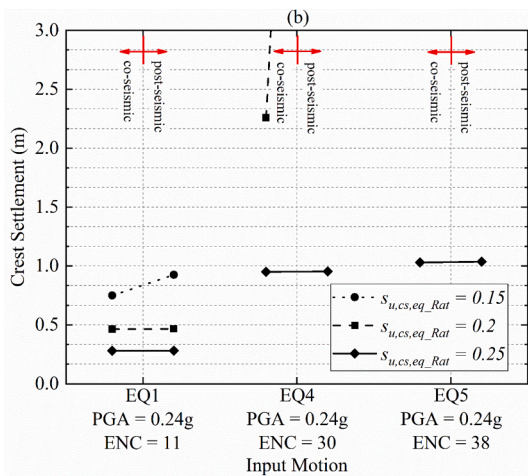 (b)
3.0
2.5
2.0
1.5
1.0
0.5
0.0
Crest Settlement (m)
co-seismic
post-seismic
co-seismic
post-seismic
co-seismic
post-seismic
s_{u,cs,eq_Rat} = 0.15
s_{u,cs,eq_Rat} = 0.2
s_{u,cs,eq_Rat} = 0.25
EQ1 EQ4 EQ5
PGA = 0.24g PGA = 0.24g PGA = 0.24g
ENC = 11 ENC = 30 ENC = 38
Input Motion